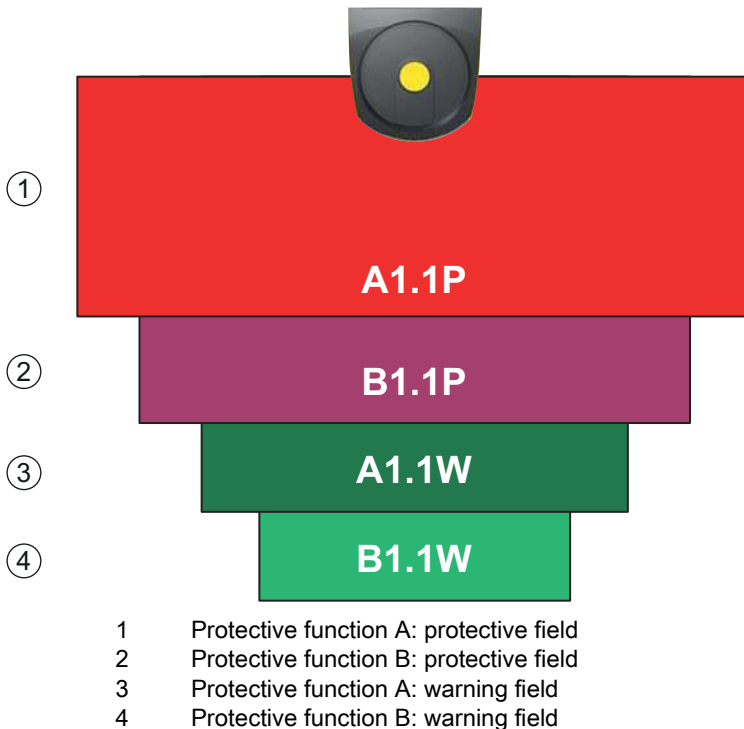 1
A1.1P
2
B1.1P
3
A1.1W
4
B1.1W
1 Protective function A: protective field
2 Protective function B: protective field
3 Protective function A: warning field
4 Protective function B: warning field